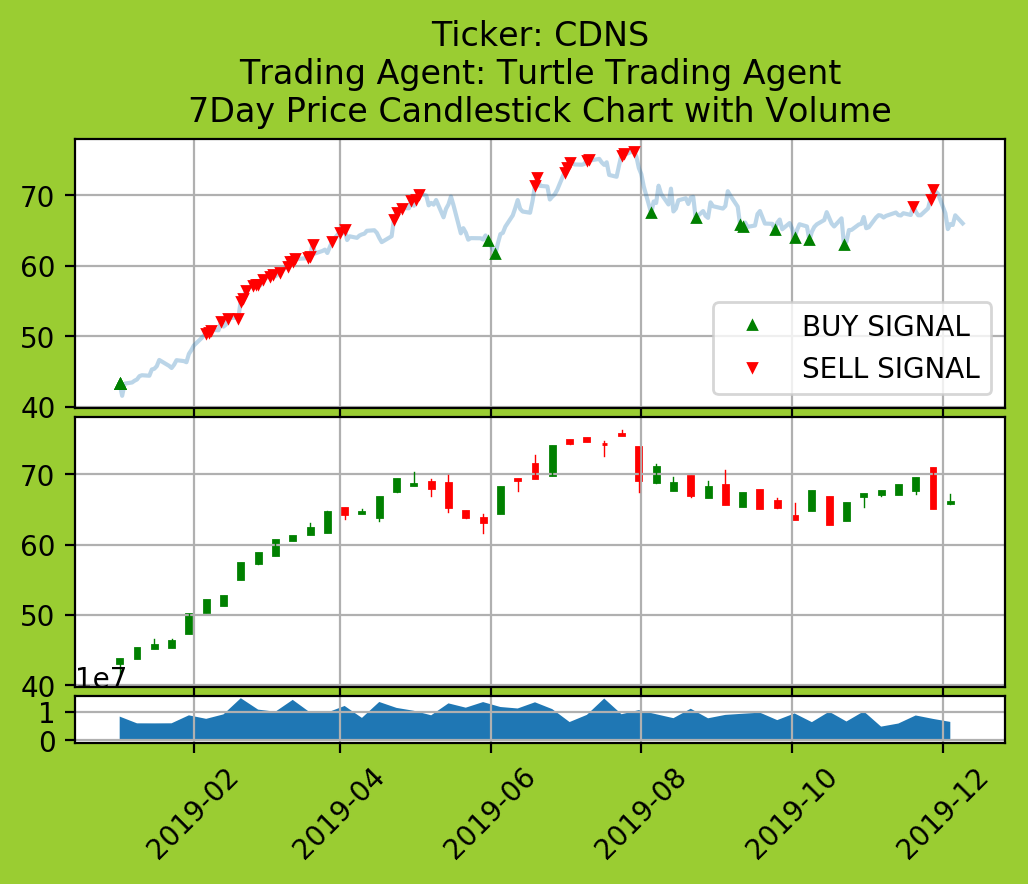 Ticker: CDNS
Trading Agent: Turtle Trading Agent
7Day Price Candlestick Chart with Volume
70
60
50
40
BUY SIGNAL
SELL SIGNAL
70
60
50
40
1e7
1
0
2019-02
2019-04
2019-06
2019-08
2019-10
2019-12